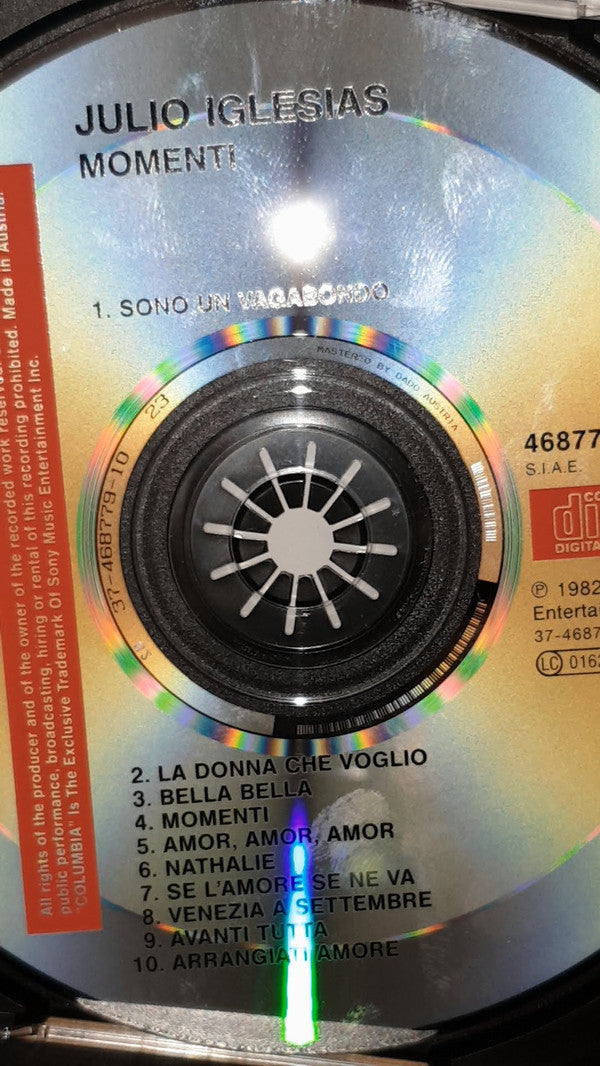 JULIO IGLESIAS
MOMENTI
1. SONO UN VAGABONDO
MASTERED BY DADC AUSTRIA
37-468779-10 23
46877
S.I.A.E.
DIGITA
℗ 1982
Entertai
37-4687
LC 016
2. LA DONNA CHE VOGLIO
3. BELLA BELLA
4. MOMENTI
5. AMOR, AMOR, AMOR
6. NATHALIE
7. SE L'AMORE SE NE VA
8. VENEZIA A SETTEMBRE
9. AVANTI TUTTA
10. ARRANGIATI AMORE
All rights of the producer and of the owner of the recorded work reserved.
public performance, broadcasting, hiring or rental of this recording prohibited. Made in Austria.
"COLUMBIA" Is The Exclusive Trademark Of Sony Music Entertainment Inc.